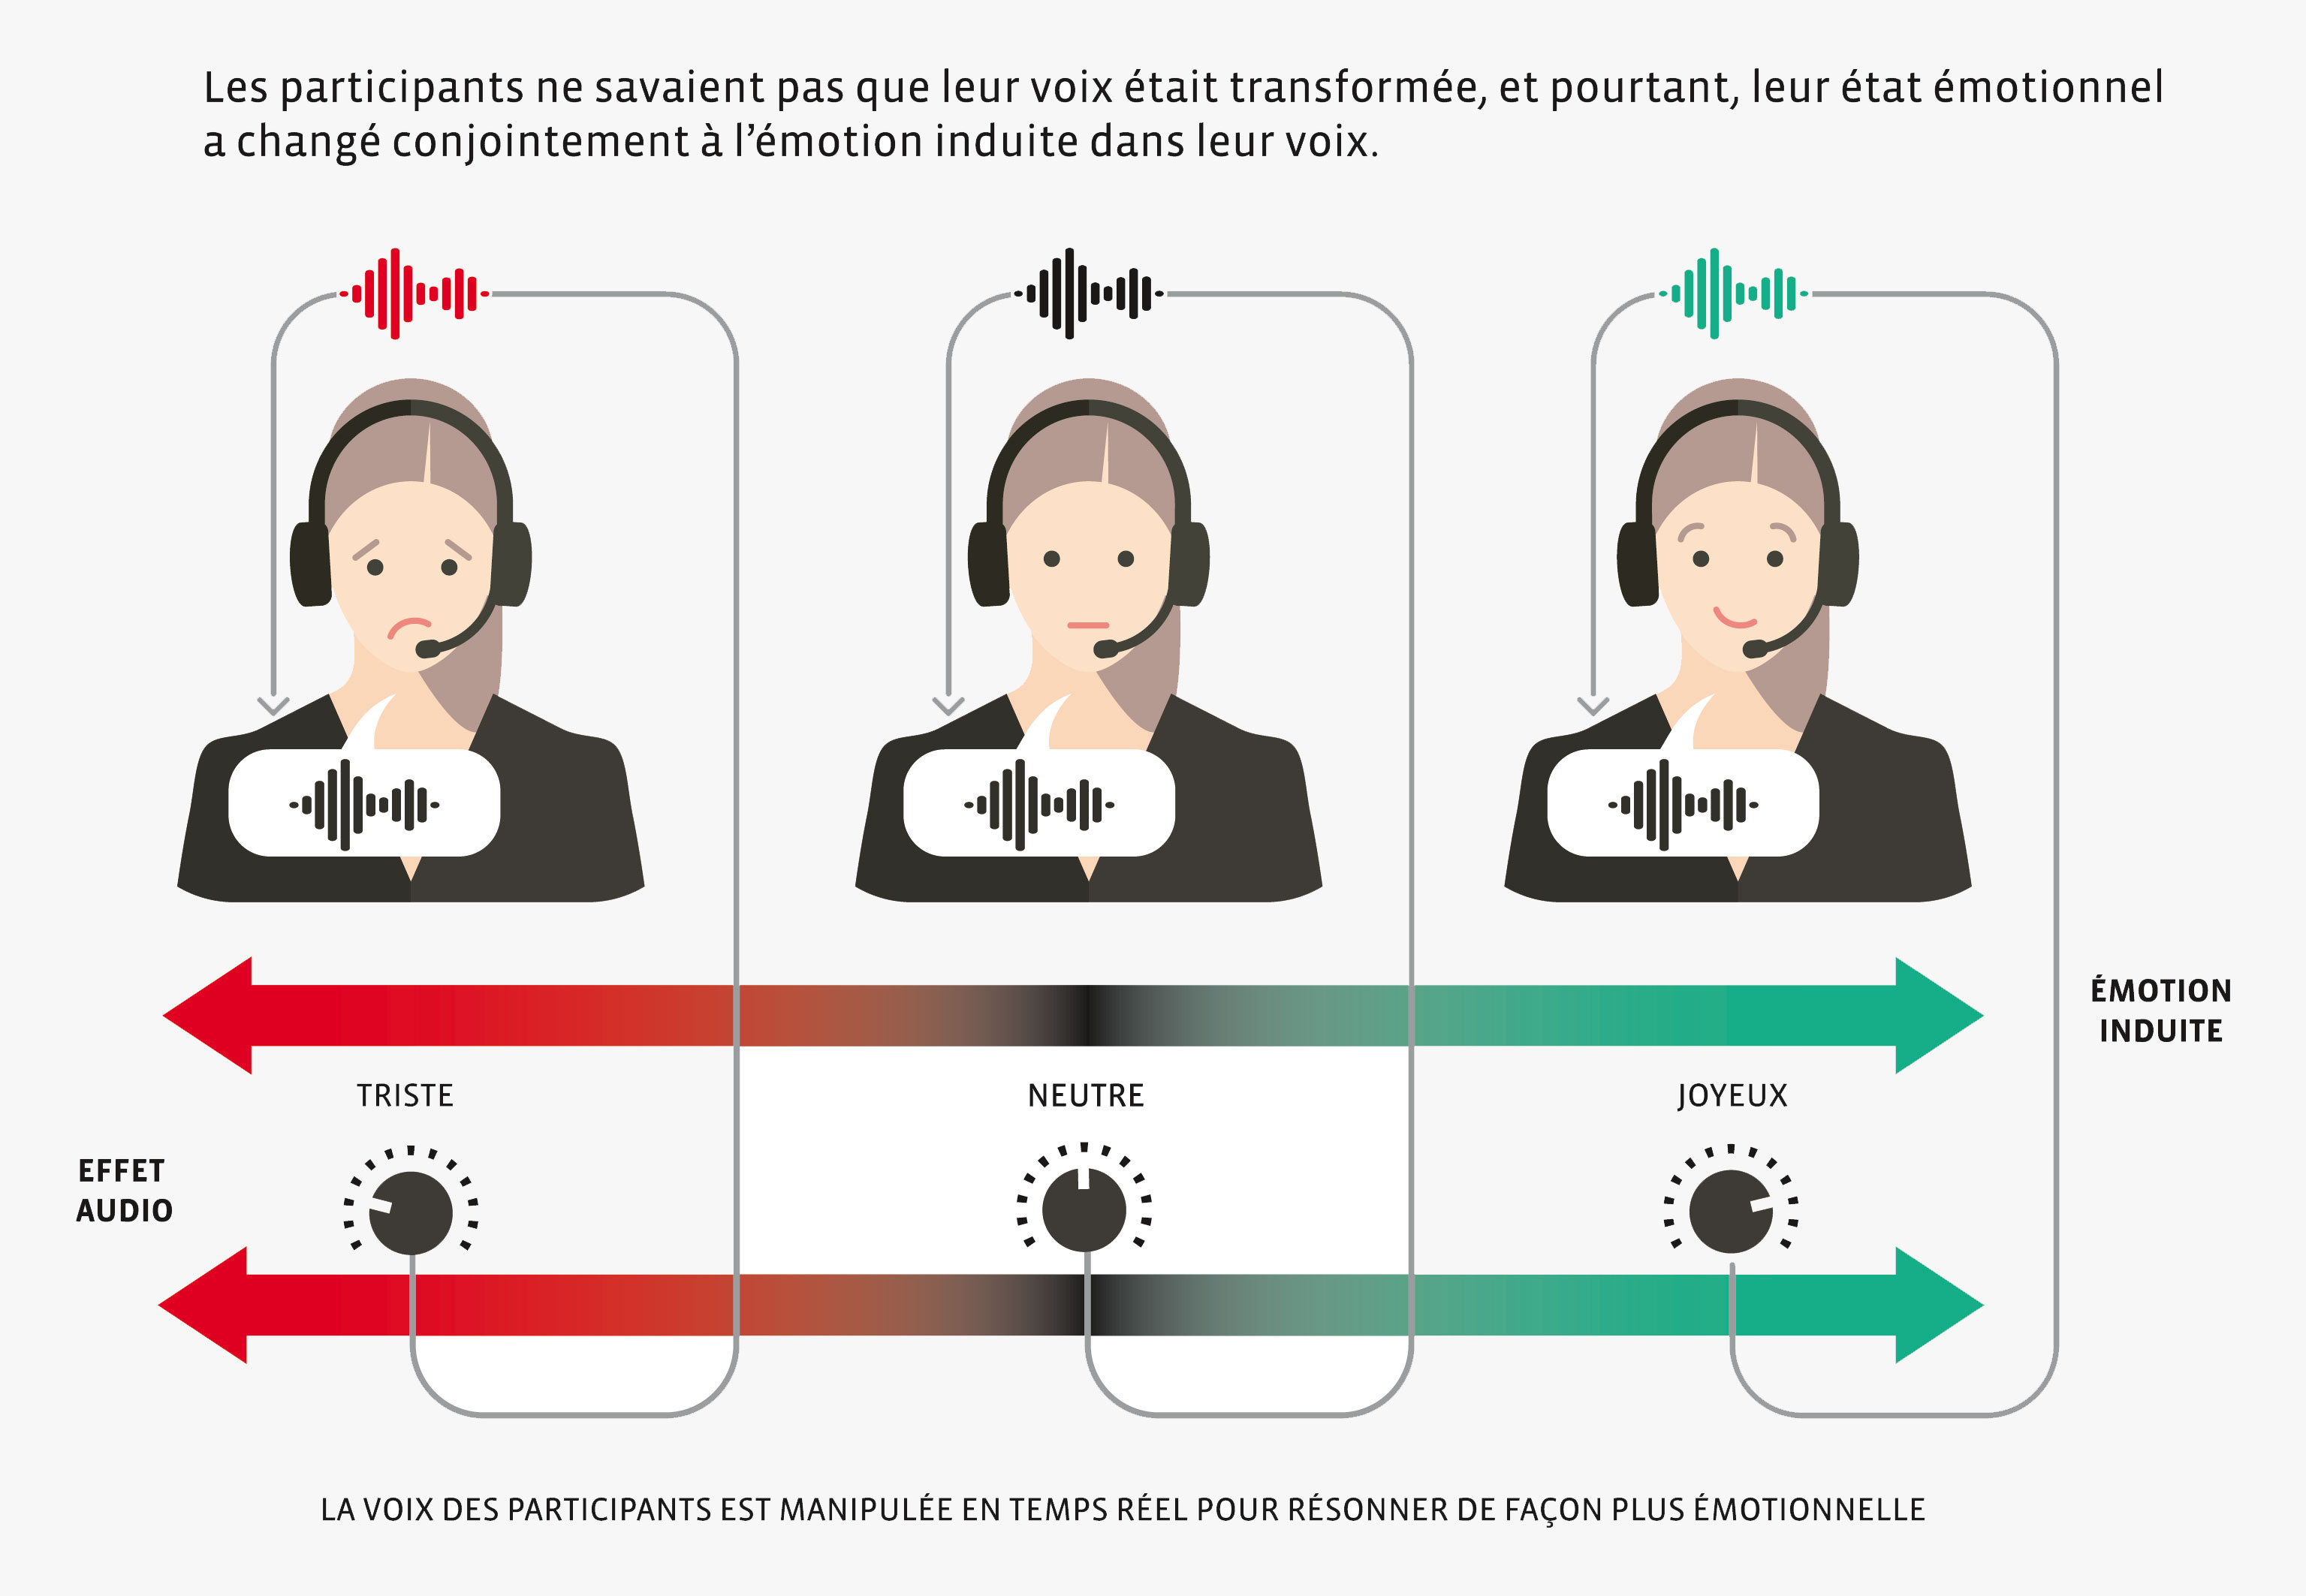 Les participants ne savaient pas que leur voix était transformée, et pourtant, leur état émotionnel
a changé conjointement à l’émotion induite dans leur voix.
ÉMOTION
INDUITE
TRISTE
NEUTRE
JOYEUX
EFFET
AUDIO
LA VOIX DES PARTICIPANTS EST MANIPULÉE EN TEMPS RÉEL POUR RÉSONNER DE FAÇON PLUS ÉMOTIONNELLE